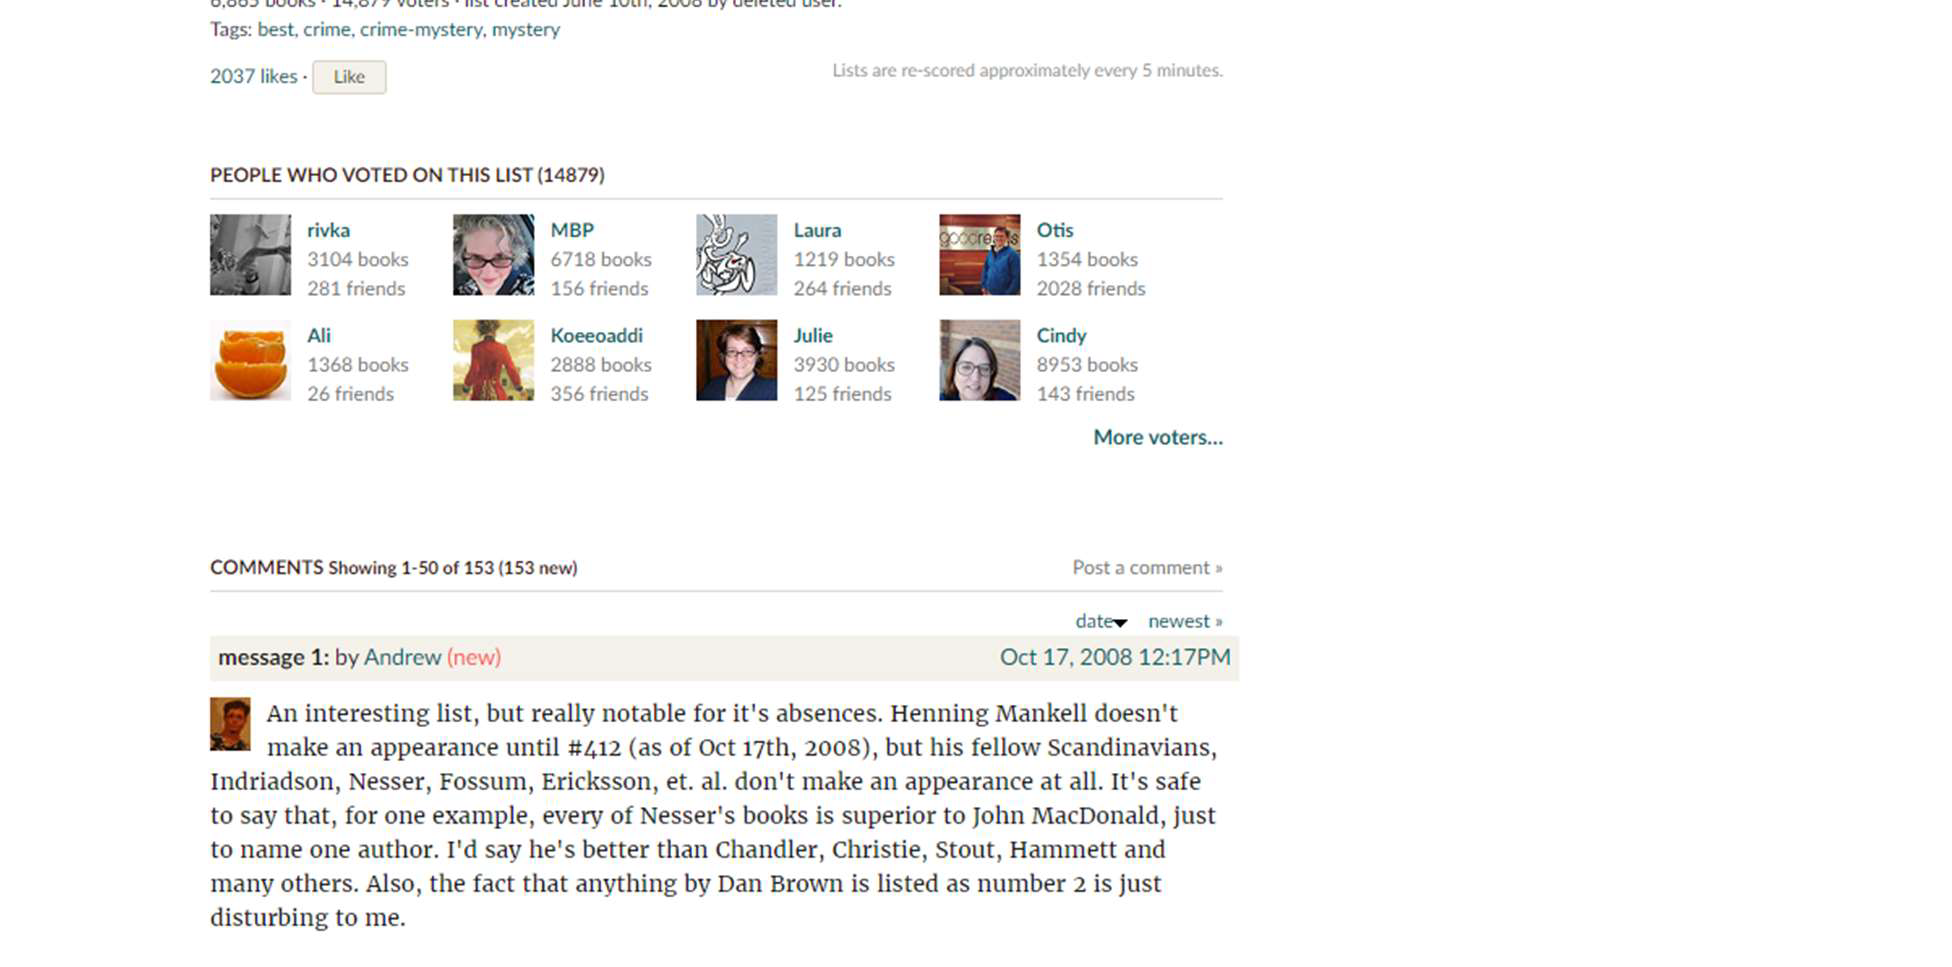 6,865 books · 14,879 voters · list created June 10th, 2008 by deleted user.
Tags: best, crime, crime-mystery, mystery
2037 likes · Like
Lists are re-scored approximately every 5 minutes.
PEOPLE WHO VOTED ON THIS LIST (14879)
rivka
3104 books
281 friends
MBP
6718 books
156 friends
Laura
1219 books
264 friends
goodreads
Otis
1354 books
2028 friends
Ali
1368 books
26 friends
Koeeoaddi
2888 books
356 friends
Julie
3930 books
125 friends
Cindy
8953 books
143 friends
More voters...
COMMENTS Showing 1-50 of 153 (153 new)
Post a comment »
date newest »
message 1: by Andrew (new)
Oct 17, 2008 12:17PM
An interesting list, but really notable for it's absences. Henning Mankell doesn't
make an appearance until #412 (as of Oct 17th, 2008), but his fellow Scandinavians,
Indriadson, Nesser, Fossum, Ericksson, et. al. don't make an appearance at all. It's safe
to say that, for one example, every of Nesser's books is superior to John MacDonald, just
to name one author. I'd say he's better than Chandler, Christie, Stout, Hammett and
many others. Also, the fact that anything by Dan Brown is listed as number 2 is just
disturbing to me.